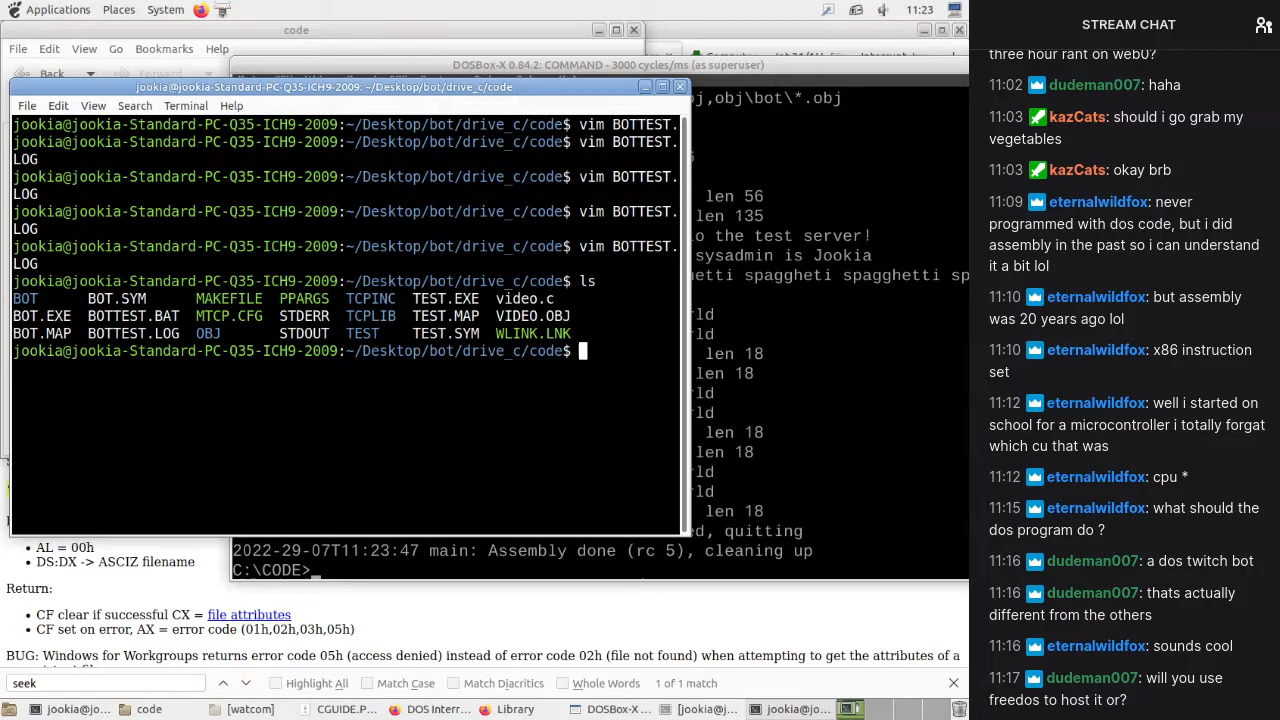 Applications Places System 11:23
code
File Edit View Go Bookmarks Help
Back Forward
DOSBox-X 0.84.2: COMMAND - 3000 cycles/ms (as superuser)
jookia@jookia-Standard-PC-Q35-ICH9-2009: ~/Desktop/bot/drive_c/code
File Edit View Search Terminal Help
jookia@jookia-Standard-PC-Q35-ICH9-2009:~/Desktop/bot/drive_c/code$ vim BOTTEST.
jookia@jookia-Standard-PC-Q35-ICH9-2009:~/Desktop/bot/drive_c/code$ vim BOTTEST.
LOG
jookia@jookia-Standard-PC-Q35-ICH9-2009:~/Desktop/bot/drive_c/code$ vim BOTTEST.
LOG
jookia@jookia-Standard-PC-Q35-ICH9-2009:~/Desktop/bot/drive_c/code$ vim BOTTEST.
LOG
jookia@jookia-Standard-PC-Q35-ICH9-2009:~/Desktop/bot/drive_c/code$ vim BOTTEST.
LOG
jookia@jookia-Standard-PC-Q35-ICH9-2009:~/Desktop/bot/drive_c/code$ ls
BOT BOT.SYM MAKEFILE PPARGS TCPINC TEST.EXE video.c
BOT.EXE BOTTEST.BAT MTCP.CFG STDERR TCPLIB TEST.MAP VIDEO.OBJ
BOT.MAP BOTTEST.LOG OBJ STDOUT TEST TEST.SYM WLINK.LNK
jookia@jookia-Standard-PC-Q35-ICH9-2009:~/Desktop/bot/drive_c/code$
j,obj\bot\*.obj
len 56
len 135
o the test server!
sysadmin is Jookia
hetti spaggheti spagghetti sp
ld
ld
len 18
len 18
ld
ld
len 18
len 18
ld
ld
len 18
d, quitting
2022-29-07T11:23:47 main: Assembly done (rc 5), cleaning up
C:\CODE>_
• AL = 00h
• DS:DX -> ASCIZ filename
Return:
• CF clear if successful CX = file attributes
• CF set on error, AX = error code (01h,02h,03h,05h)
BUG: Windows for Workgroups returns error code 05h (access denied) instead of error code 02h (file not found) when attempting to get the attributes of a
seek Highlight All Match Case Match Diacritics Whole Words 1 of 1 match
jookia@jo... code [watcom] CGUIDE.P... DOS Inter... Library DOSBox-X ... [jookia@j... jookia@jo...
STREAM CHAT
three hour rant on web0?
11:02 dudeman007: haha
11:03 kazCats: should i go grab my
vegetables
11:03 kazCats: okay brb
11:09 eternalwildfox: never
programmed with dos code, but i did
assembly in the past so i can understand
it a bit lol
11:10 eternalwildfox: but assembly
was 20 years ago lol
11:10 eternalwildfox: x86 instruction
set
11:12 eternalwildfox: well i started on
school for a microcontroller i totally forgat
which cu that was
11:12 eternalwildfox: cpu *
11:15 eternalwildfox: what should the
dos program do ?
11:16 dudeman007: a dos twitch bot
11:16 dudeman007: thats actually
different from the others
11:16 eternalwildfox: sounds cool
11:17 dudeman007: will you use
freedos to host it or?